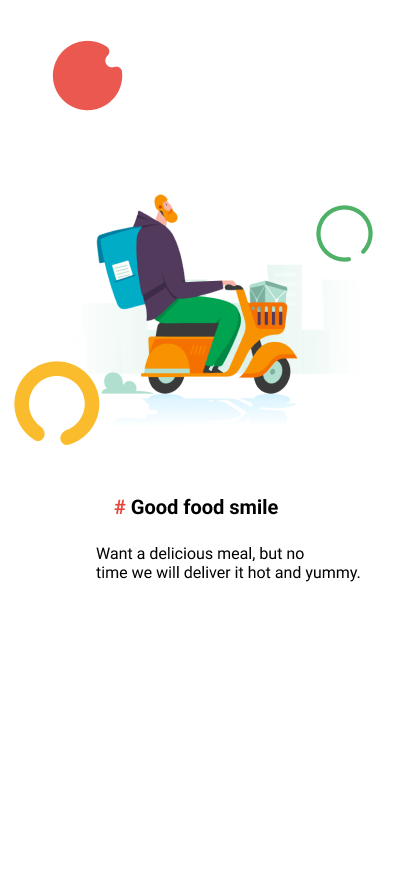 # Good food smile
Want a delicious meal, but no
time we will deliver it hot and yummy.